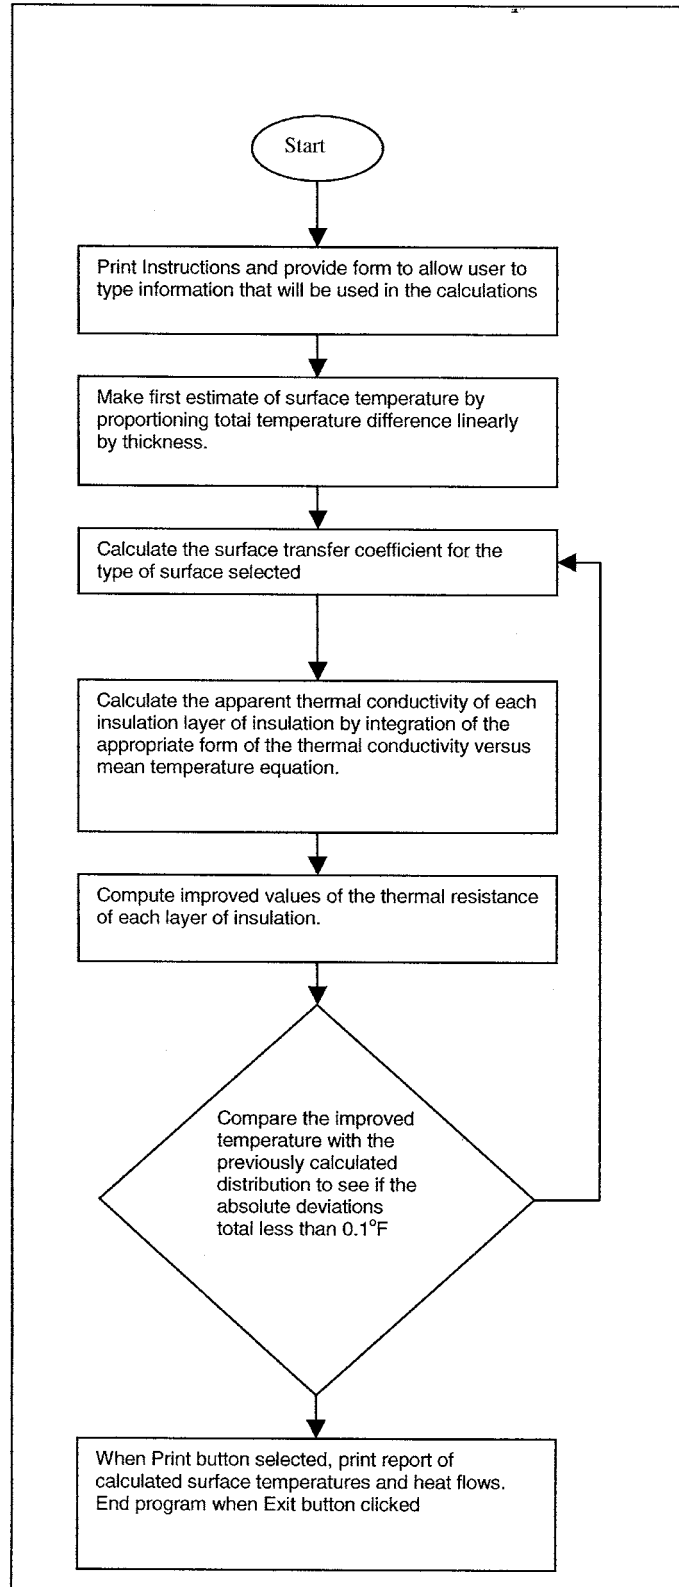 Start
Print Instructions and provide form to allow user to
type information that will be used in the calculations
Make first estimate of surface temperature by
proportioning total temperature difference linearly
by thickness.
Calculate the surface transfer coefficient for the
type of surface selected
Calculate the apparent thermal conductivity of each
insulation layer of insulation by integration of the
appropriate form of the thermal conductivity versus
mean temperature equation.
Compute improved values of the thermal resistance
of each layer of insulation.
Compare the improved
temperature with the
previously calculated
distribution to see if the
absolute deviations
total less than 0.1°F
When Print button selected, print report of
calculated surface temperatures and heat flows.
End program when Exit button clicked